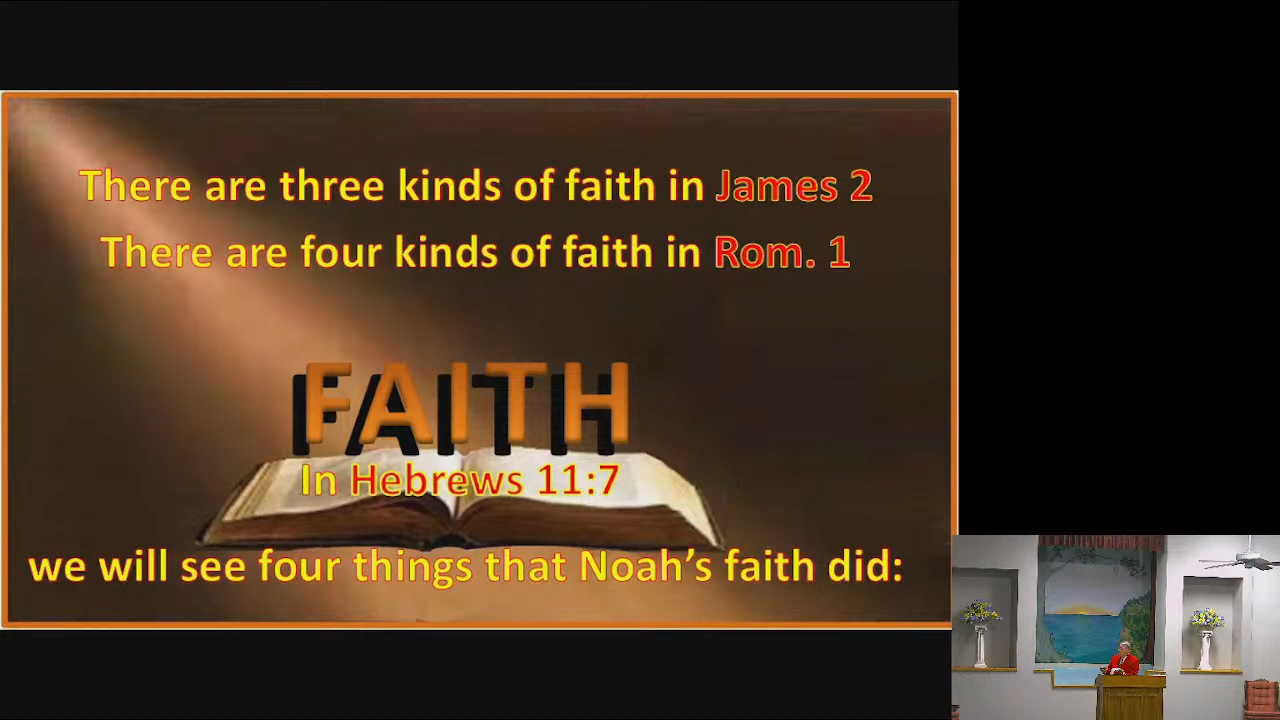 There are three kinds of faith in James 2
There are four kinds of faith in Rom. 1
FAITH
In Hebrews 11:7
we will see four things that Noah’s faith did: